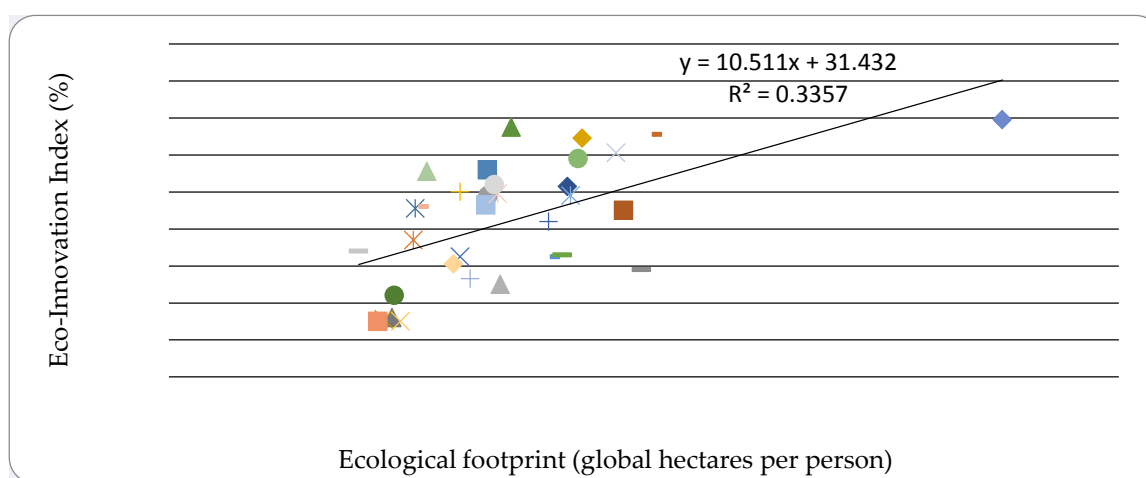 y = 10.511x + 31.432
R² = 0.3357
Eco-Innovation Index (%)
Ecological footprint (global hectares per person)